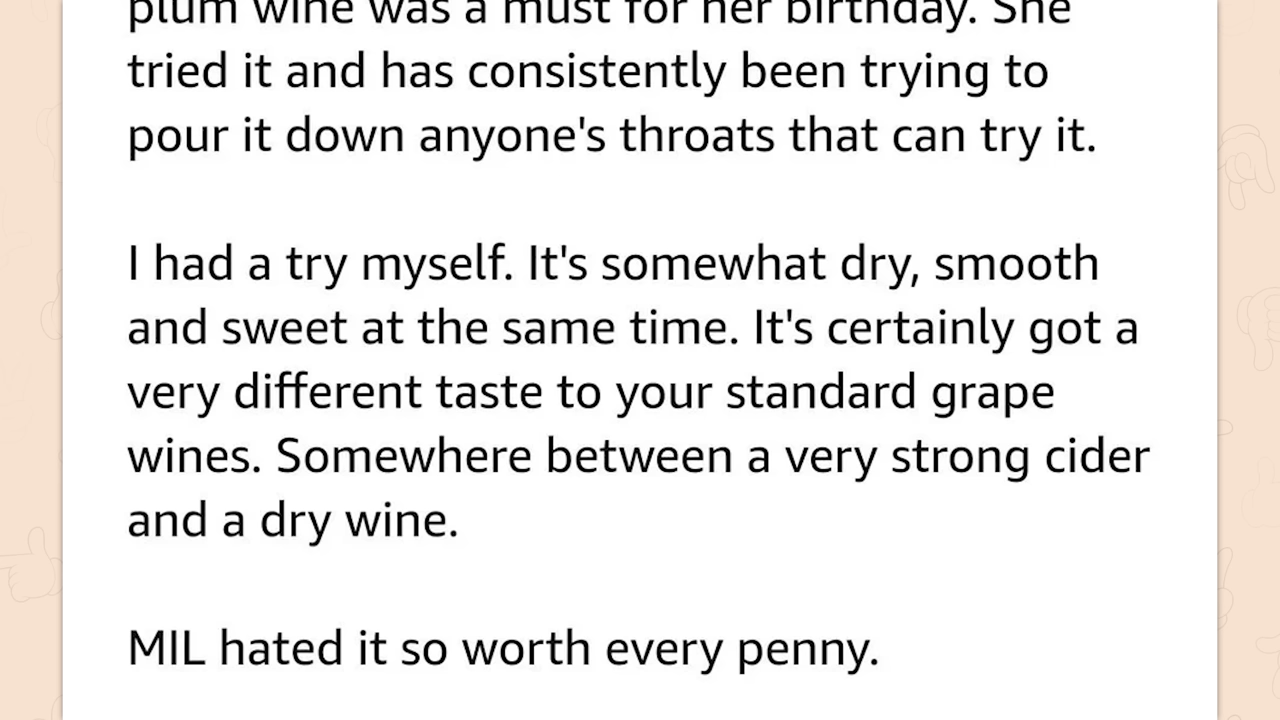 plum wine was a must for her birthday. She
tried it and has consistently been trying to
pour it down anyone's throats that can try it.
I had a try myself. It's somewhat dry, smooth
and sweet at the same time. It's certainly got a
very different taste to your standard grape
wines. Somewhere between a very strong cider
and a dry wine.
MIL hated it so worth every penny.